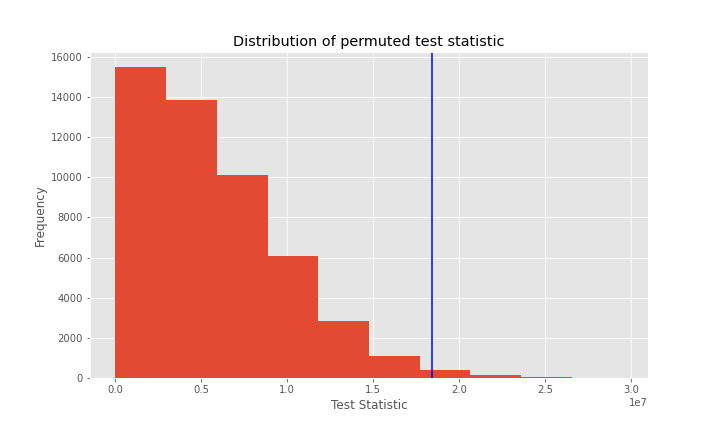 Distribution of permuted test statistic
16000
14000
12000
10000
8000
6000
4000
2000
0
Frequency
0.0 0.5 1.0 1.5 2.0 2.5 3.0
1e7
Test Statistic